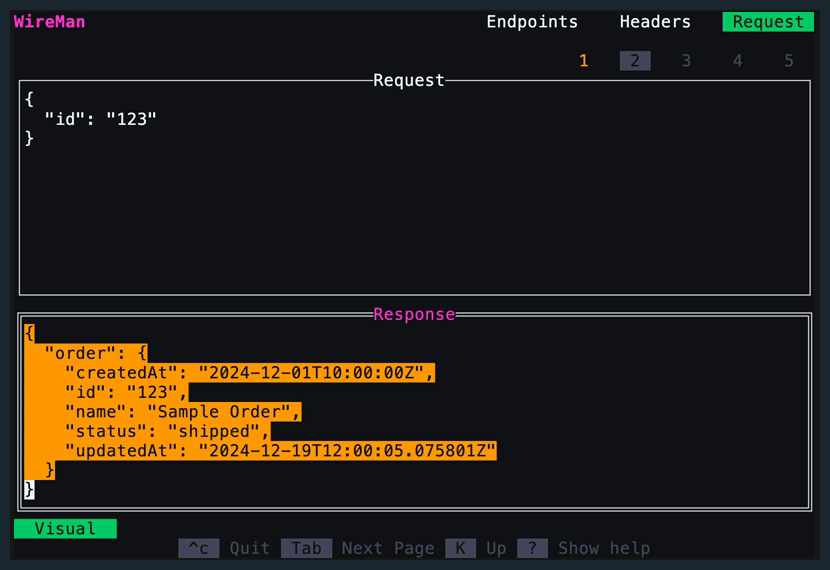 WireMan Endpoints Headers Request
1 2 3 4 5
Request
{
  "id": "123"
}
Response
{
  "order": {
    "createdAt": "2024-12-01T10:00:00Z",
    "id": "123",
    "name": "Sample Order",
    "status": "shipped",
    "updatedAt": "2024-12-19T12:00:05.075801Z"
  }
}
Visual
^c Quit Tab Next Page K Up ? Show help